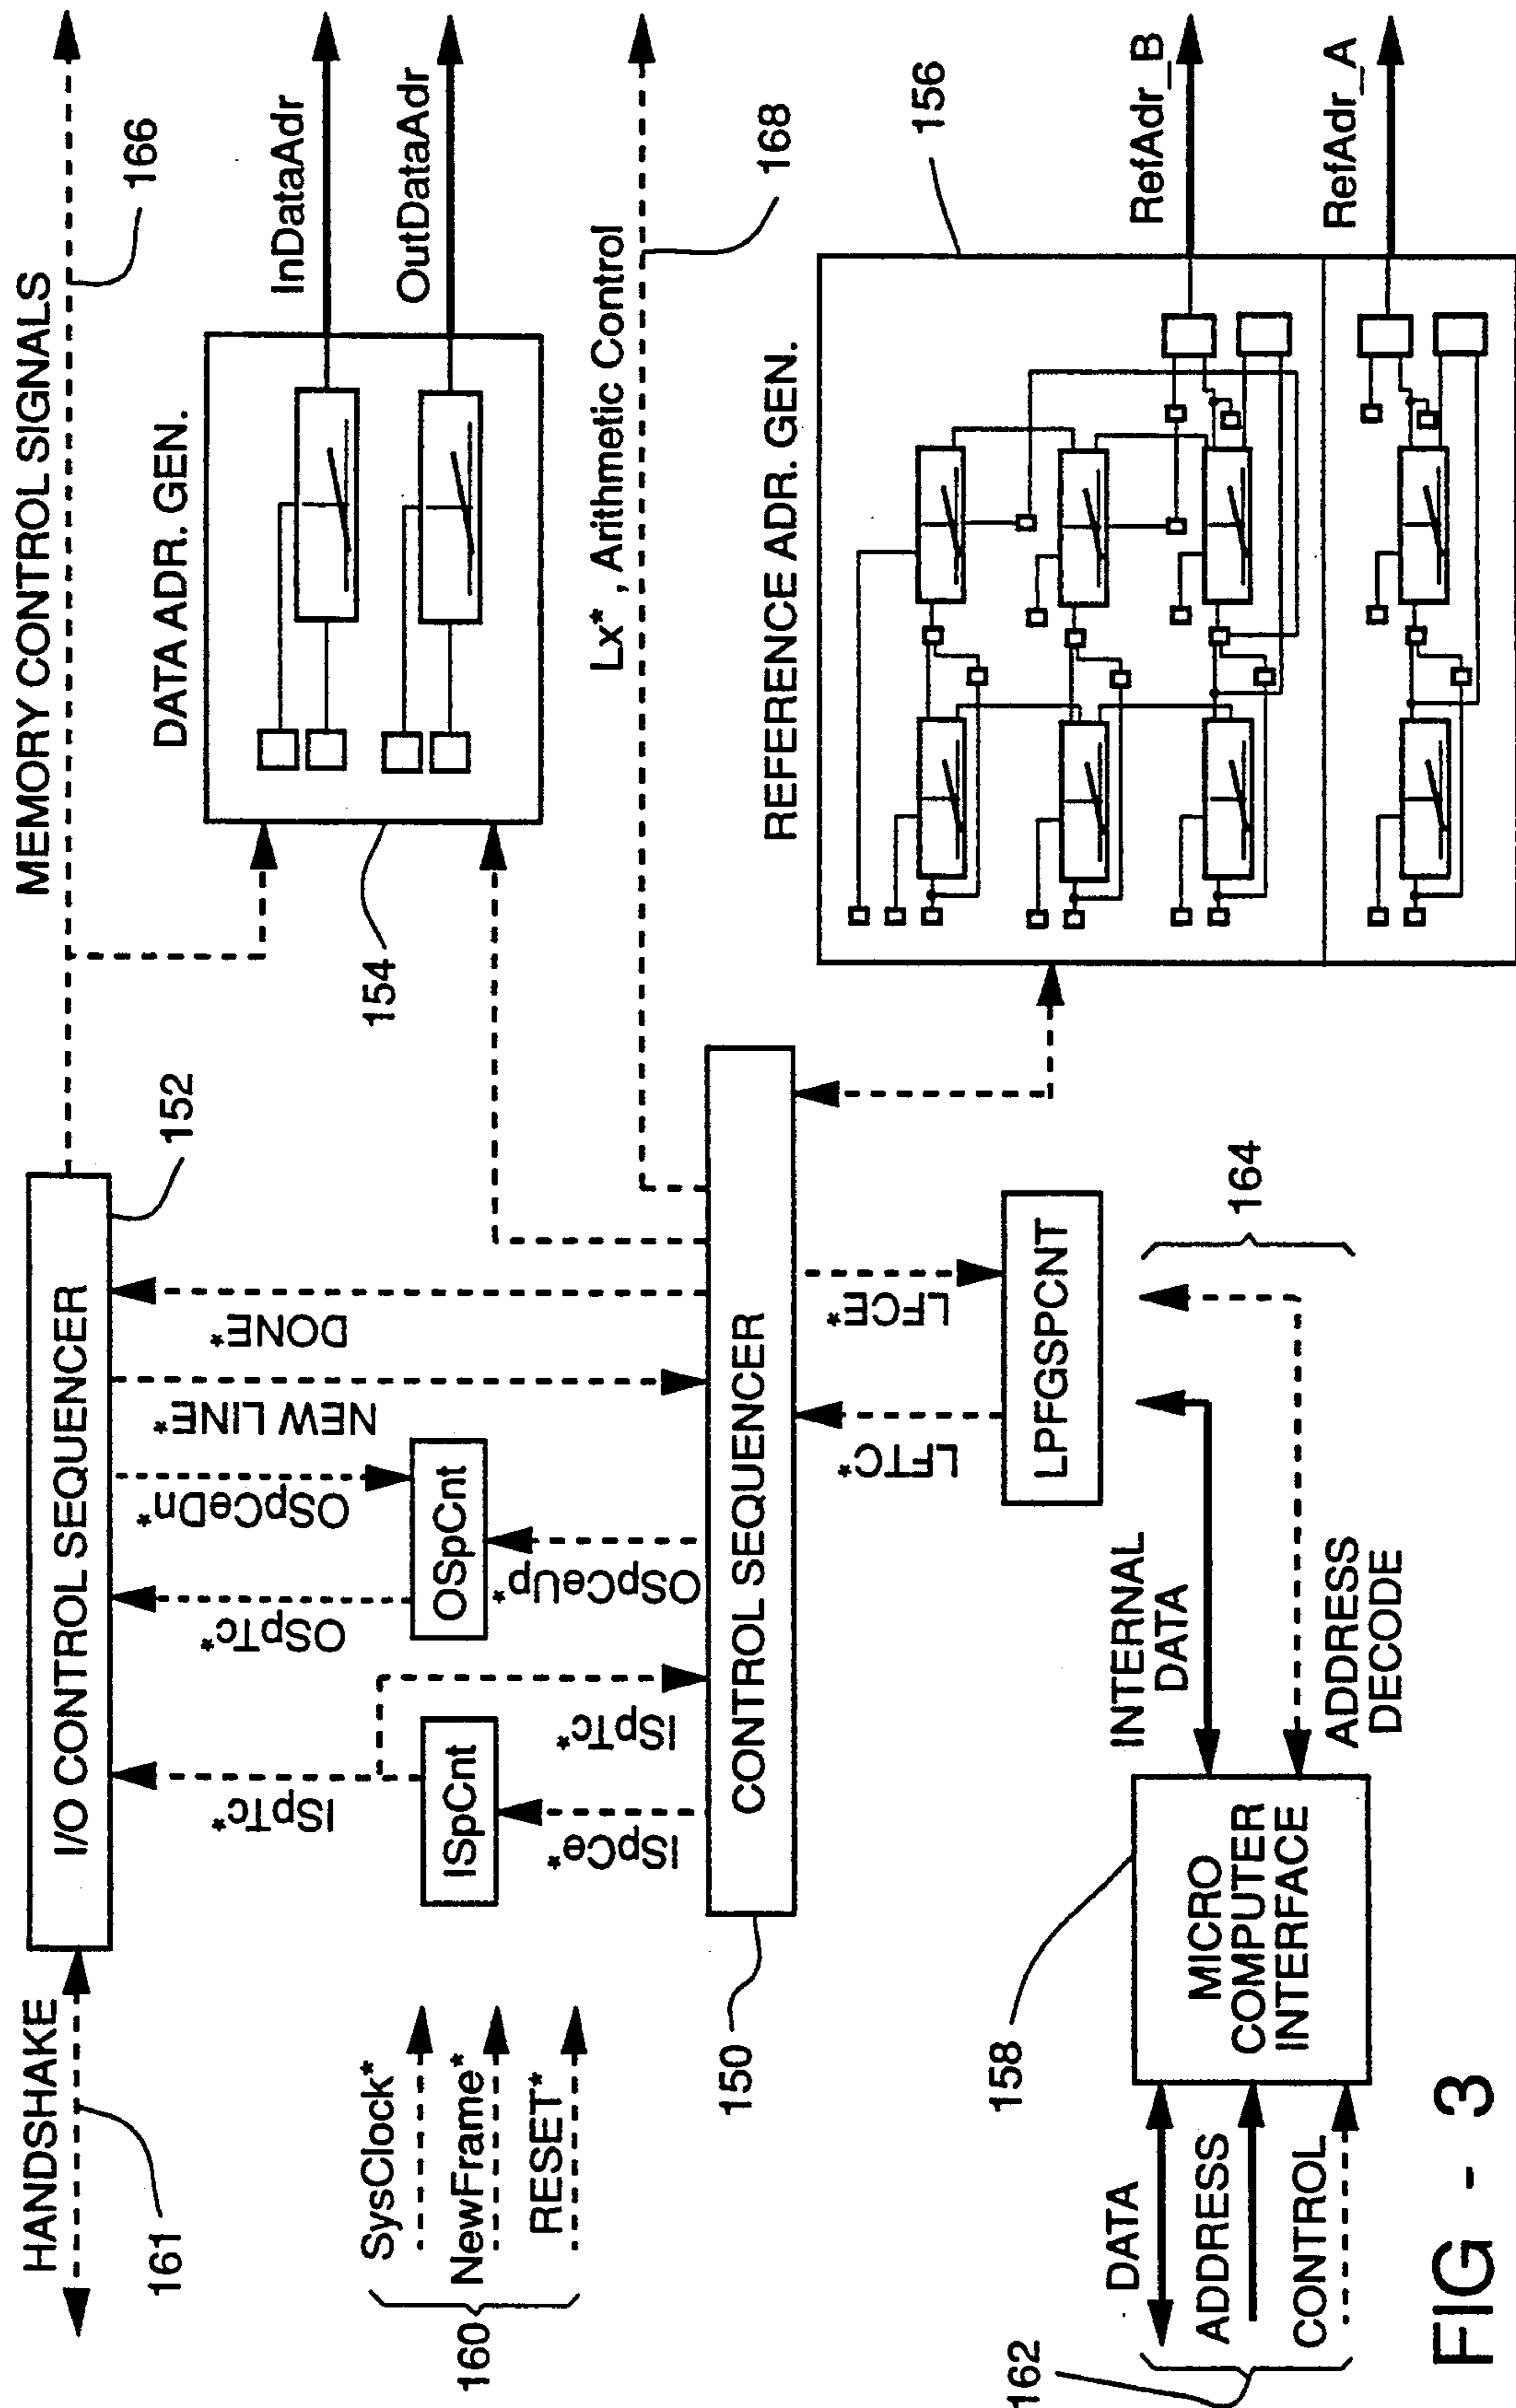 HANDSHAKE
161
I/O CONTROL SEQUENCER
152
MEMORY CONTROL SIGNALS
166
SysClock*
NewFrame*
RESET*
160
ISpTc*
ISpCnt
ISpCe*
ISpTc*
OSpTc*
OSpCnt
OSpCeUp*
OSpCeDn*
NEW LINE*
DONE*
DATA ADR. GEN.
154
InDataAdr
OutDataAdr
Lx*, Arithmetic Control
168
CONTROL SEQUENCER
150
LFTC*
LFCE*
LPFGSPCNT
REFERENCE ADR. GEN.
156
RefAdr_B
RefAdr_A
158
MICRO
COMPUTER
INTERFACE
DATA
ADDRESS
CONTROL
162
INTERNAL
DATA
ADDRESS
DECODE
164
FIG - 3